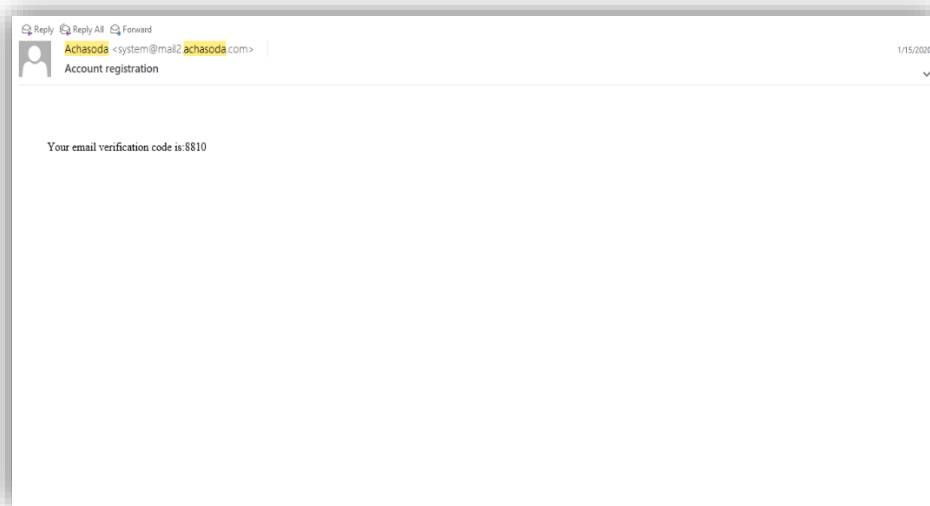 Reply Reply All Forward
Achasoda <system@mail2.achasoda.com>
1/15/2020
Account registration
Your email verification code is:8810